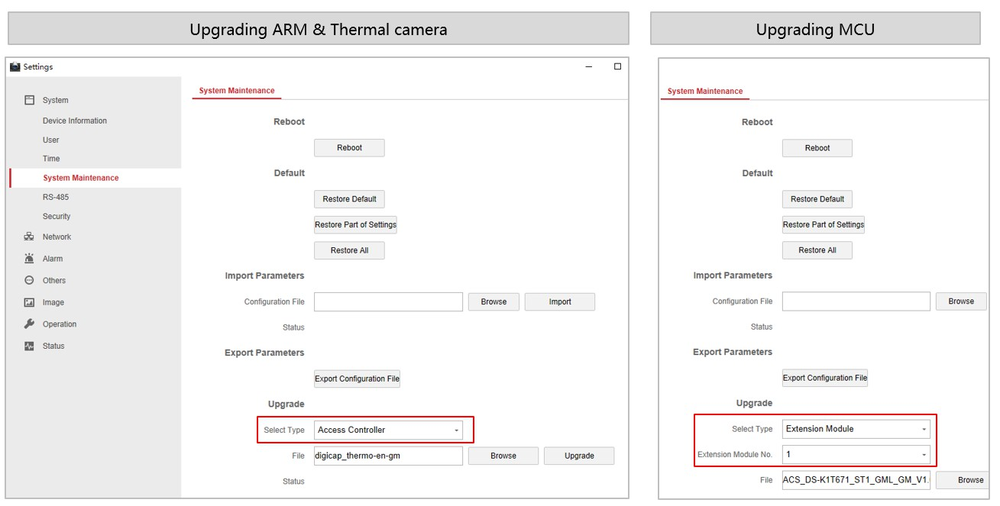 Upgrading ARM & Thermal camera
Settings
System
Device Information
User
Time
System Maintenance
RS-485
Security
Network
Alarm
Others
Image
Operation
Status
System Maintenance
Reboot
Reboot
Default
Restore Default
Restore Part of Settings
Restore All
Import Parameters
Configuration File Browse Import
Status
Export Parameters
Export Configuration File
Upgrade
Select Type Access Controller
File digicap_thermo-en-gm Browse Upgrade
Status
Upgrading MCU
System Maintenance
Reboot
Reboot
Default
Restore Default
Restore Part of Settings
Restore All
Import Parameters
Configuration File Browse
Status
Export Parameters
Export Configuration File
Upgrade
Select Type Extension Module
Extension Module No. 1
File ACS_DS-K1T671_ST1_GML_GM_V1. Browse